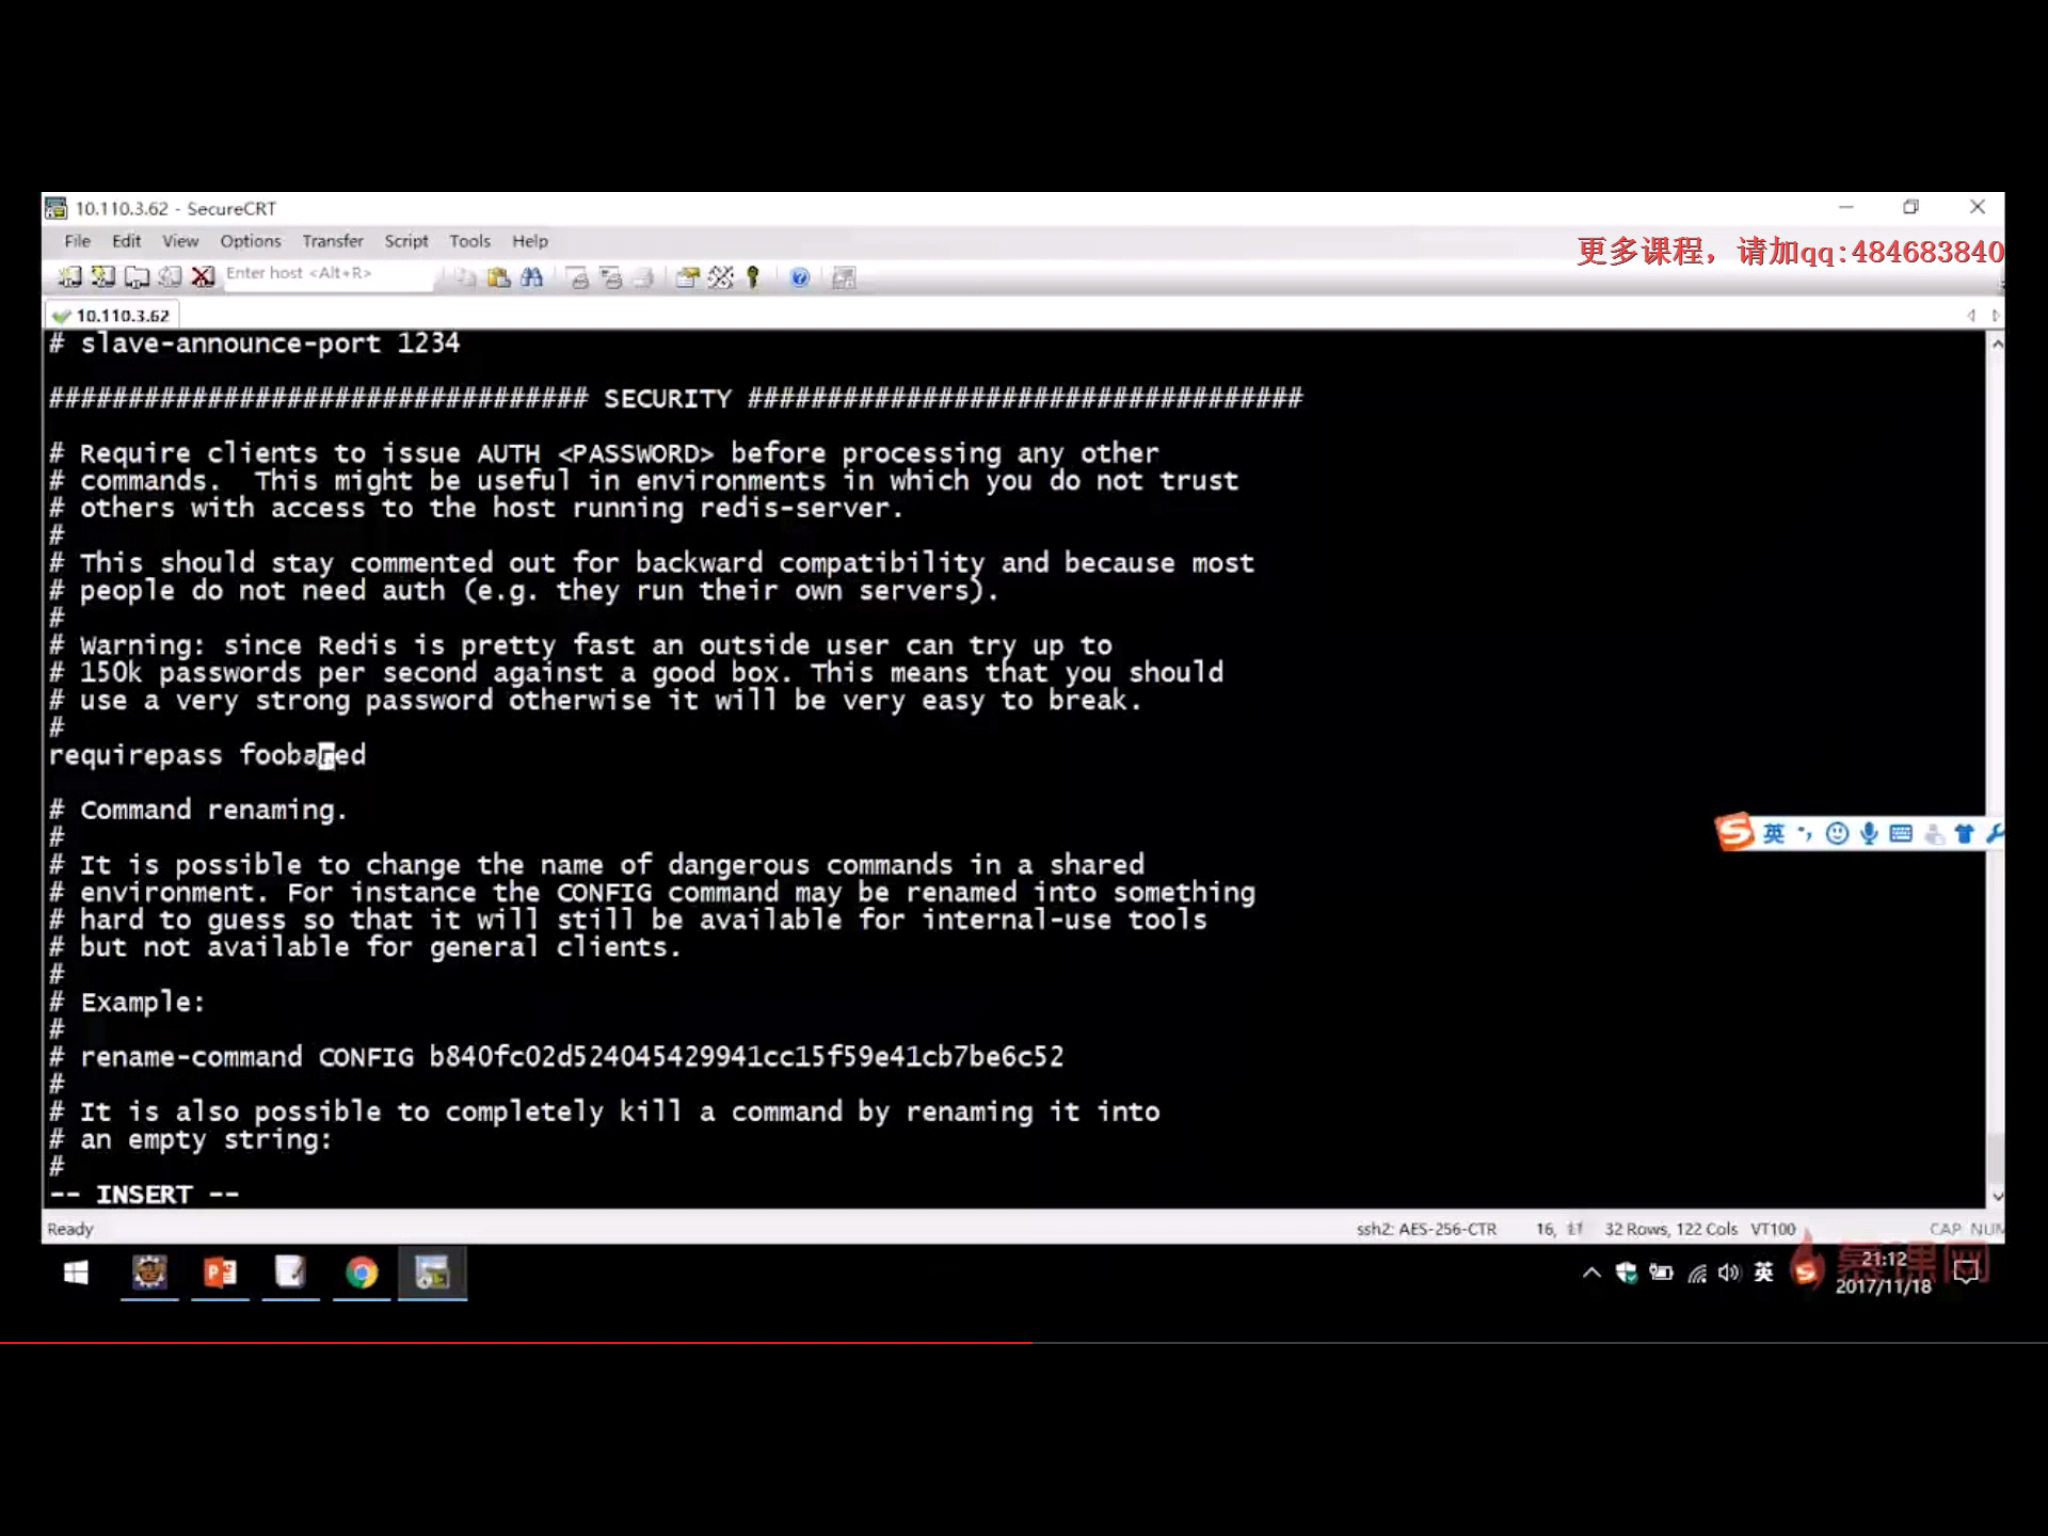 10.110.3.62 - SecureCRT
File Edit View Options Transfer Script Tools Help
更多课程，请加qq:484683840
Enter host <Alt+R>
10.110.3.62
# slave-announce-port 1234
################################## SECURITY ###################################
# Require clients to issue AUTH <PASSWORD> before processing any other
# commands.  This might be useful in environments in which you do not trust
# others with access to the host running redis-server.
#
# This should stay commented out for backward compatibility and because most
# people do not need auth (e.g. they run their own servers).
#
# Warning: since Redis is pretty fast an outside user can try up to
# 150k passwords per second against a good box. This means that you should
# use a very strong password otherwise it will be very easy to break.
#
requirepass foobared
# Command renaming.
#
# It is possible to change the name of dangerous commands in a shared
# environment. For instance the CONFIG command may be renamed into something
# hard to guess so that it will still be available for internal-use tools
# but not available for general clients.
#
# Example:
#
# rename-command CONFIG b840fc02d524045429941cc15f59e41cb7be6c52
#
# It is also possible to completely kill a command by renaming it into
# an empty string:
#
-- INSERT --
英
Ready
ssh2: AES-256-CTR 16, 32 Rows, 122 Cols VT100 CAP NUM
英
慕课网
21:12
2017/11/18